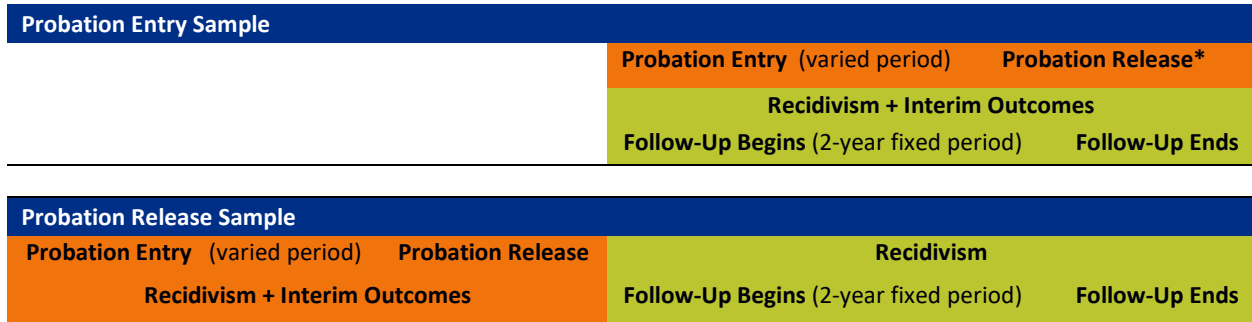 Probation Entry Sample
Probation Entry (varied period) Probation Release*
Recidivism + Interim Outcomes
Follow-Up Begins (2-year fixed period) Follow-Up Ends
Probation Release Sample
Probation Entry (varied period) Probation Release Recidivism
Recidivism + Interim Outcomes Follow-Up Begins (2-year fixed period) Follow-Up Ends